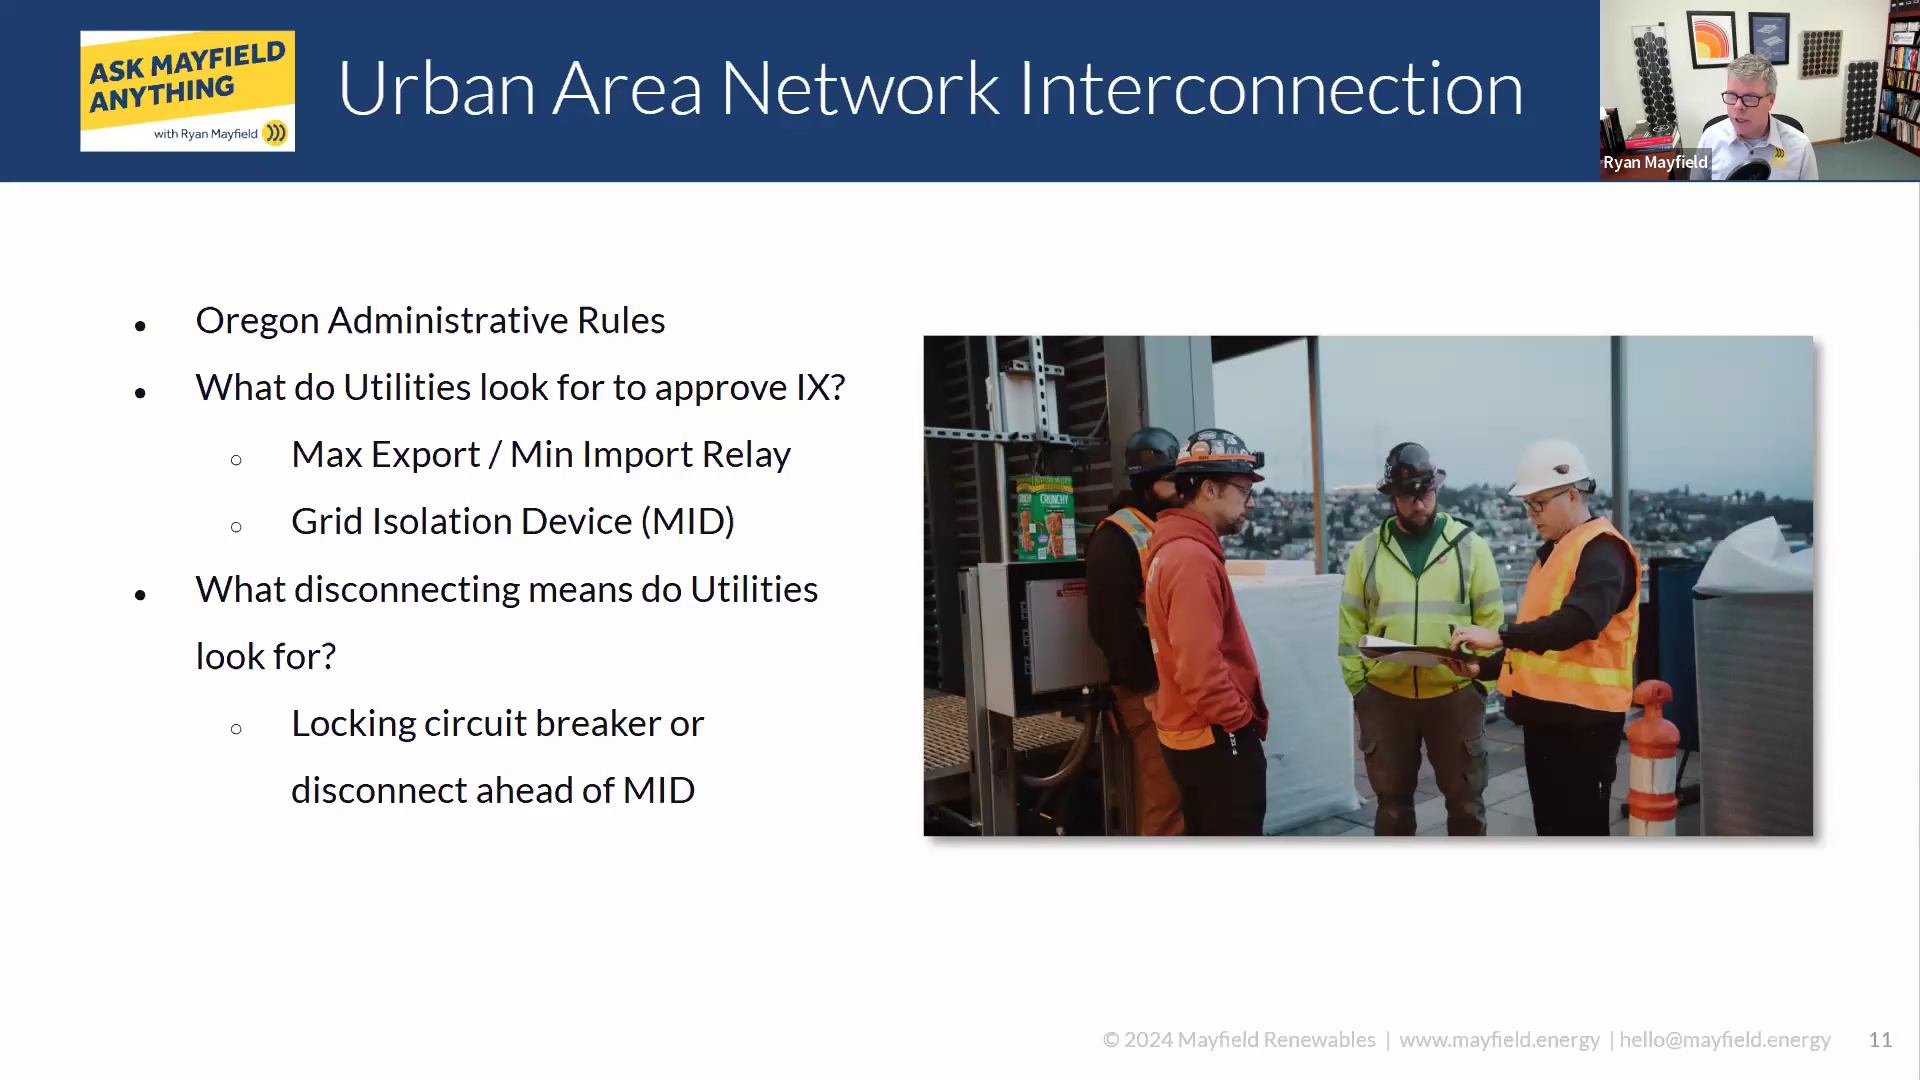 ASK MAYFIELD
ANYTHING
with Ryan Mayfield
Urban Area Network Interconnection
Ryan Mayfield
• Oregon Administrative Rules
• What do Utilities look for to approve IX?
○ Max Export / Min Import Relay
○ Grid Isolation Device (MID)
• What disconnecting means do Utilities
look for?
○ Locking circuit breaker or
disconnect ahead of MID
CRUNCHY
© 2024 Mayfield Renewables | www.mayfield.energy | hello@mayfield.energy 11